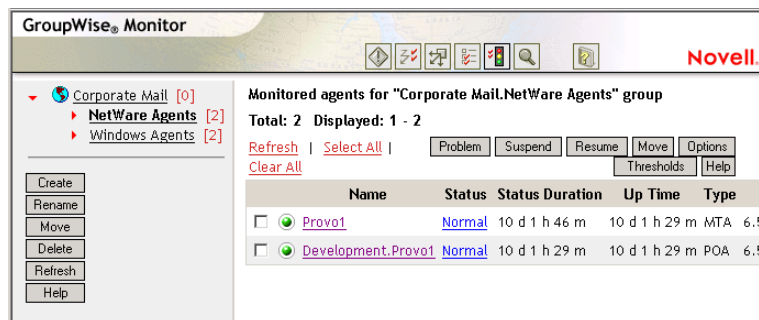 GroupWise® Monitor
Novell.
Corporate Mail [0]
NetWare Agents [2]
Windows Agents [2]
Create
Rename
Move
Delete
Refresh
Help
Monitored agents for "Corporate Mail.NetWare Agents" group
Total: 2 Displayed: 1 - 2
Refresh | Select All |
Clear All
Problem Suspend Resume Move Options
Thresholds Help
Name Status Status Duration Up Time Type
Provo1 Normal 10 d 1 h 46 m 10 d 1 h 29 m MTA 6.5
Development.Provo1 Normal 10 d 1 h 29 m 10 d 1 h 29 m POA 6.5